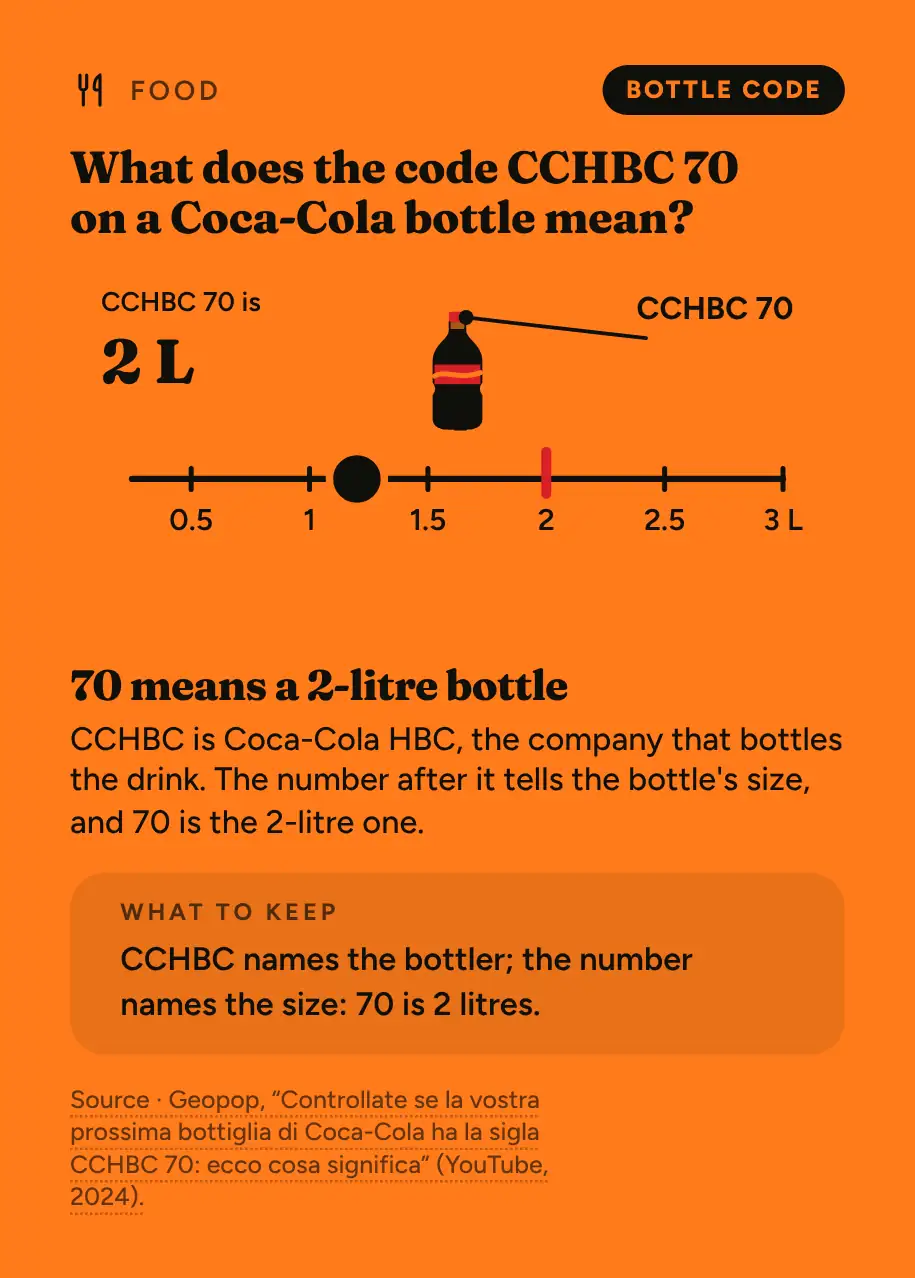 FOOD
BOTTLE CODE
What does the code CCHBC 70
on a Coca-Cola bottle mean?
CCHBC 70 is
2 L
CCHBC 70
0.5
1
1.5
2
2.5
3 L
70 means a 2-litre bottle
CCHBC is Coca-Cola HBC, the company that bottles
the drink. The number after it tells the bottle's size,
and 70 is the 2-litre one.
WHAT TO KEEP
CCHBC names the bottler; the number
names the size: 70 is 2 litres.
Source · Geopop, “Controllate se la vostra
prossima bottiglia di Coca-Cola ha la sigla
CCHBC 70: ecco cosa significa” (YouTube,
2024).